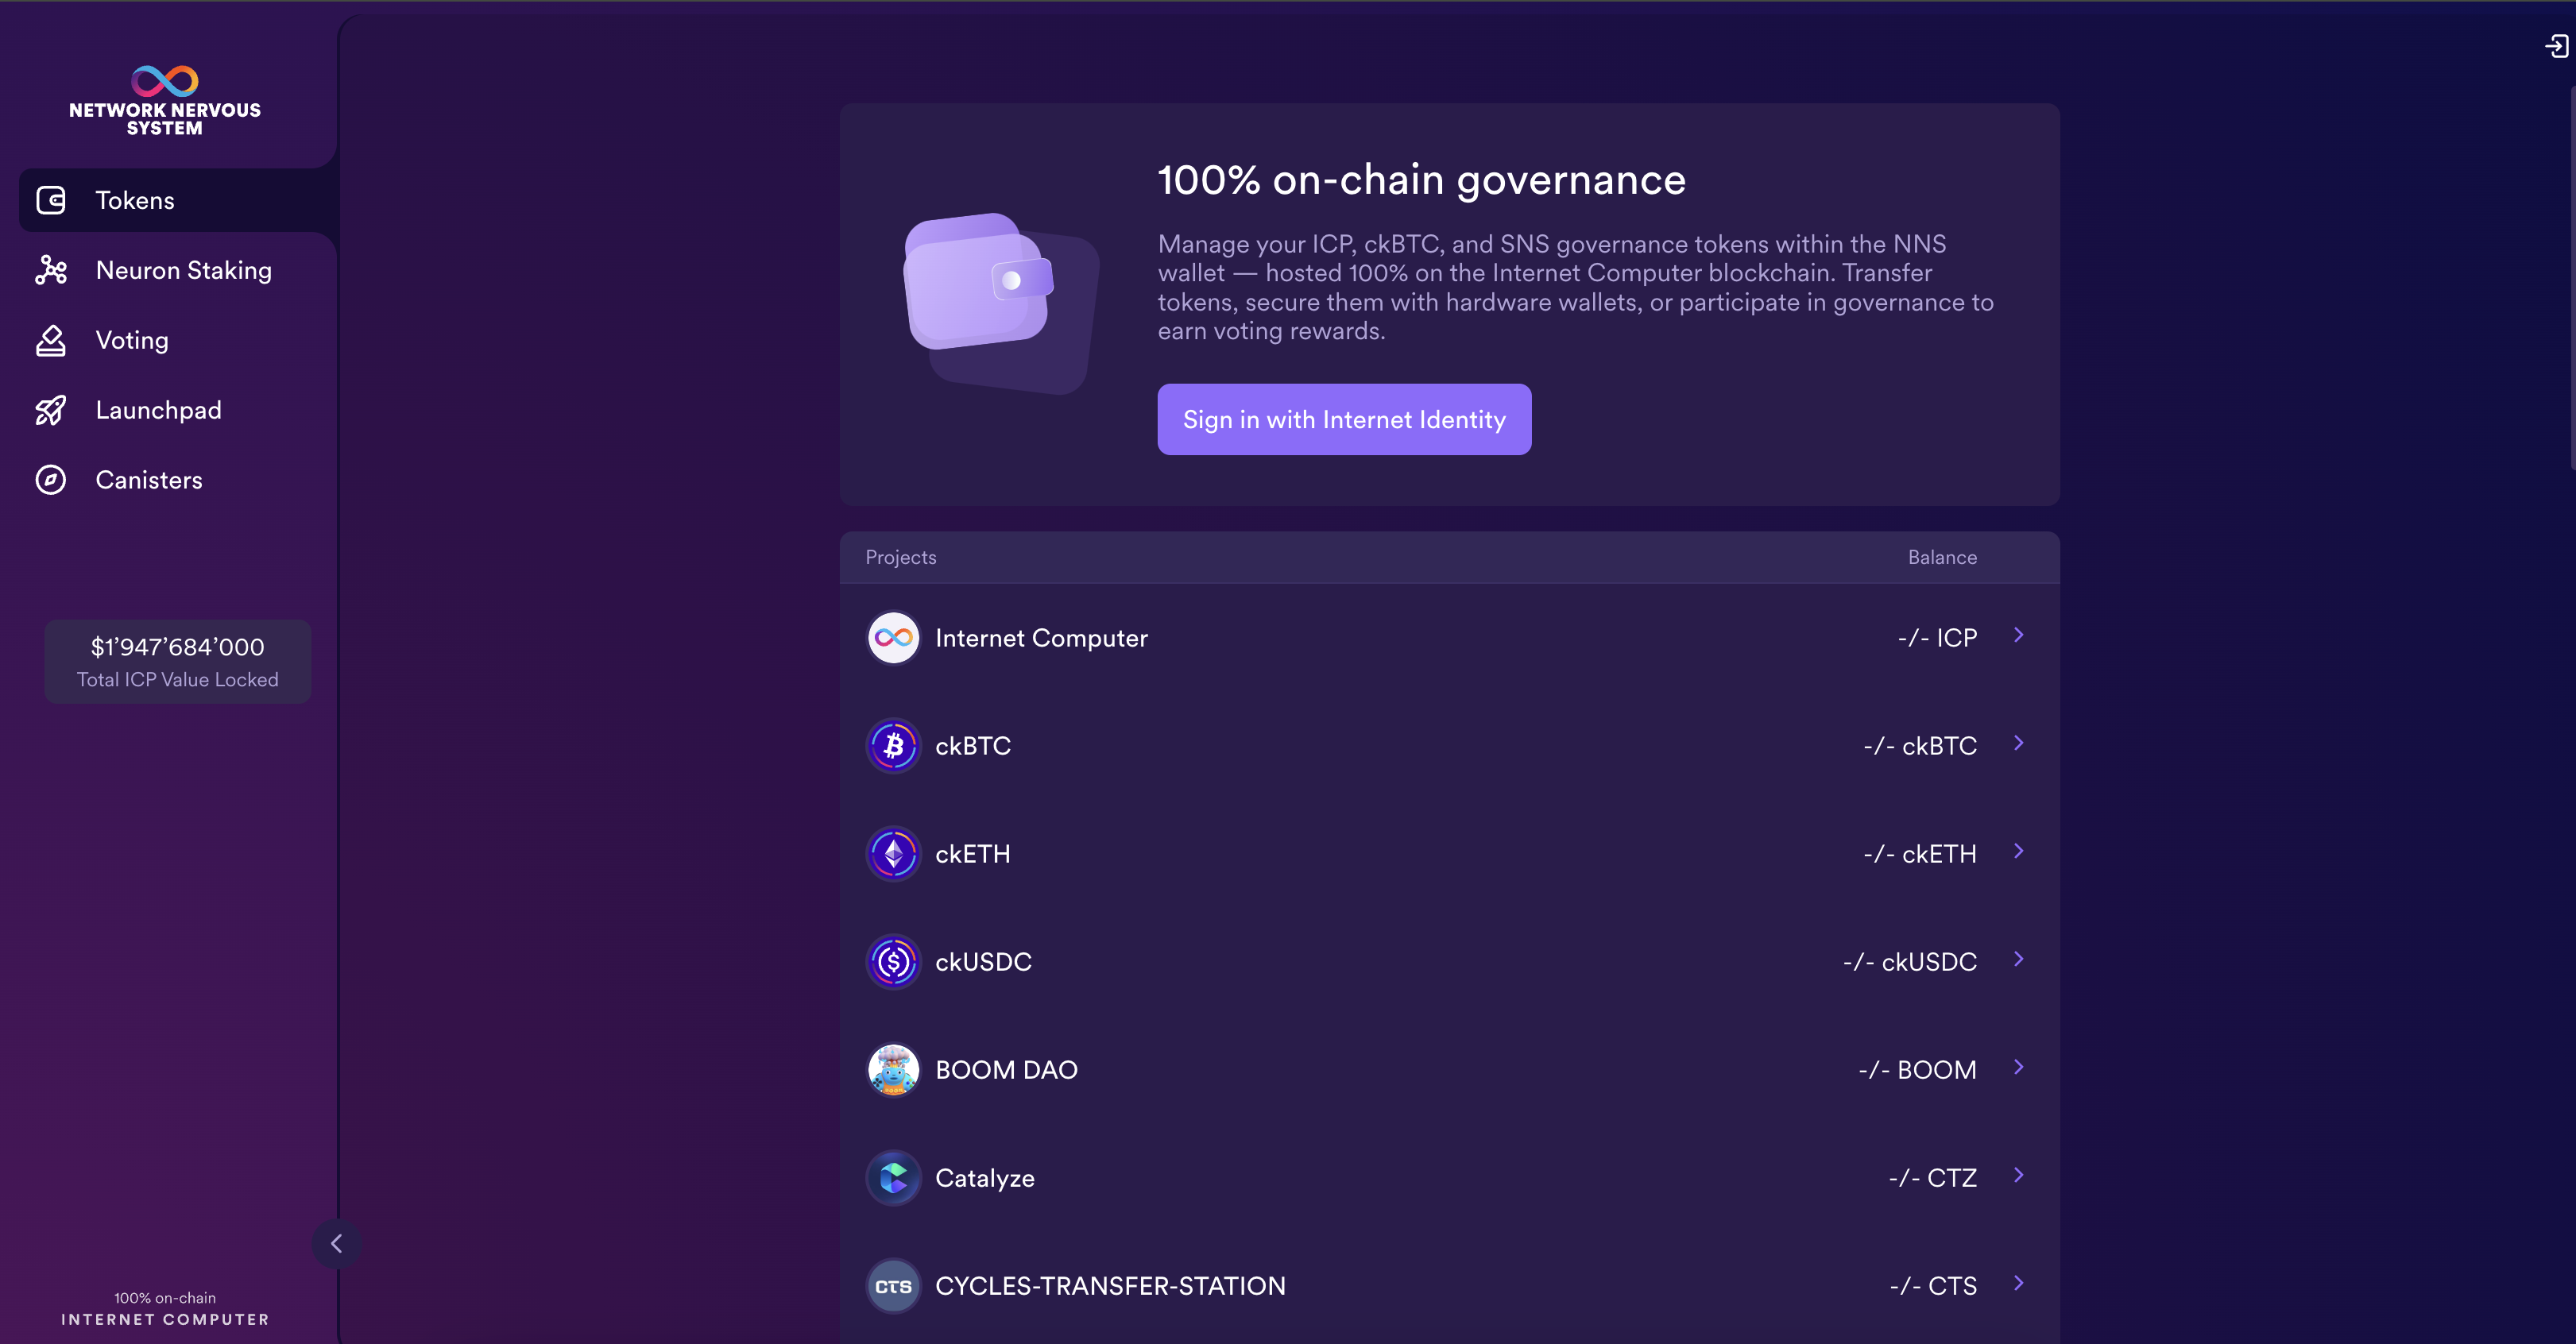 NETWORK NERVOUS
SYSTEM
Tokens
Neuron Staking
Voting
Launchpad
Canisters
$1’947’684’000
Total ICP Value Locked
100% on-chain
INTERNET COMPUTER
100% on-chain governance
Manage your ICP, ckBTC, and SNS governance tokens within the NNS
wallet — hosted 100% on the Internet Computer blockchain. Transfer
tokens, secure them with hardware wallets, or participate in governance to
earn voting rewards.
Sign in with Internet Identity
Projects Balance
Internet Computer -/- ICP
ckBTC -/- ckBTC
ckETH -/- ckETH
ckUSDC -/- ckUSDC
BOOM DAO -/- BOOM
Catalyze -/- CTZ
CTS CYCLES-TRANSFER-STATION -/- CTS